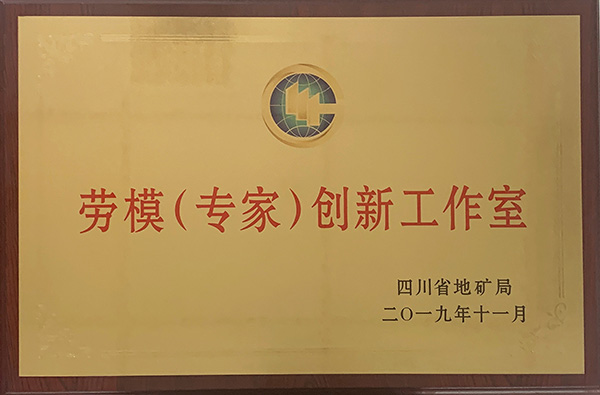 劳模(专家)创新工作室
四川省地矿局
二〇一九年十一月